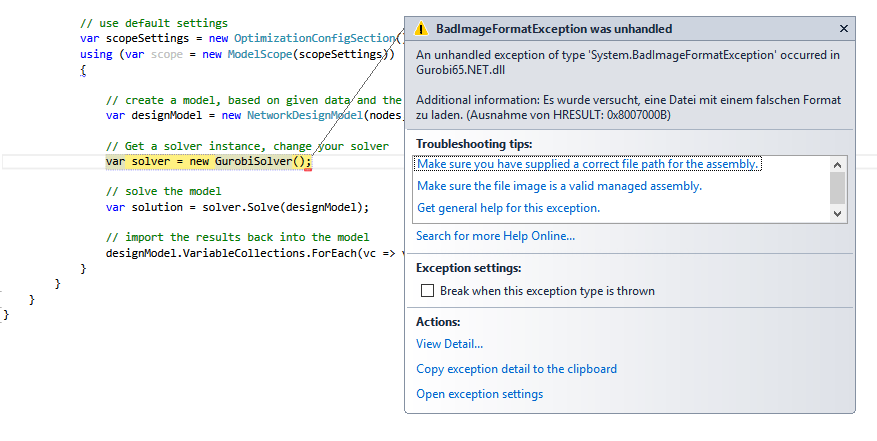 // use default settings
var scopeSettings = new OptimizationConfigSection()
using (var scope = new ModelScope(scopeSettings))
{
// create a model, based on given data and the
var designModel = new NetworkDesignModel(nodes,
// Get a solver instance, change your solver
var solver = new GurobiSolver();
// solve the model
var solution = solver.Solve(designModel);
// import the results back into the model
designModel.VariableCollections.ForEach(vc => v
}
}
}
}
BadImageFormatException was unhandled
An unhandled exception of type 'System.BadImageFormatException' occurred in
Gurobi65.NET.dll
Additional information: Es wurde versucht, eine Datei mit einem falschen Format
zu laden. (Ausnahme von HRESULT: 0x8007000B)
Troubleshooting tips:
Make sure you have supplied a correct file path for the assembly.
Make sure the file image is a valid managed assembly.
Get general help for this exception.
Search for more Help Online...
Exception settings:
Break when this exception type is thrown
Actions:
View Detail...
Copy exception detail to the clipboard
Open exception settings